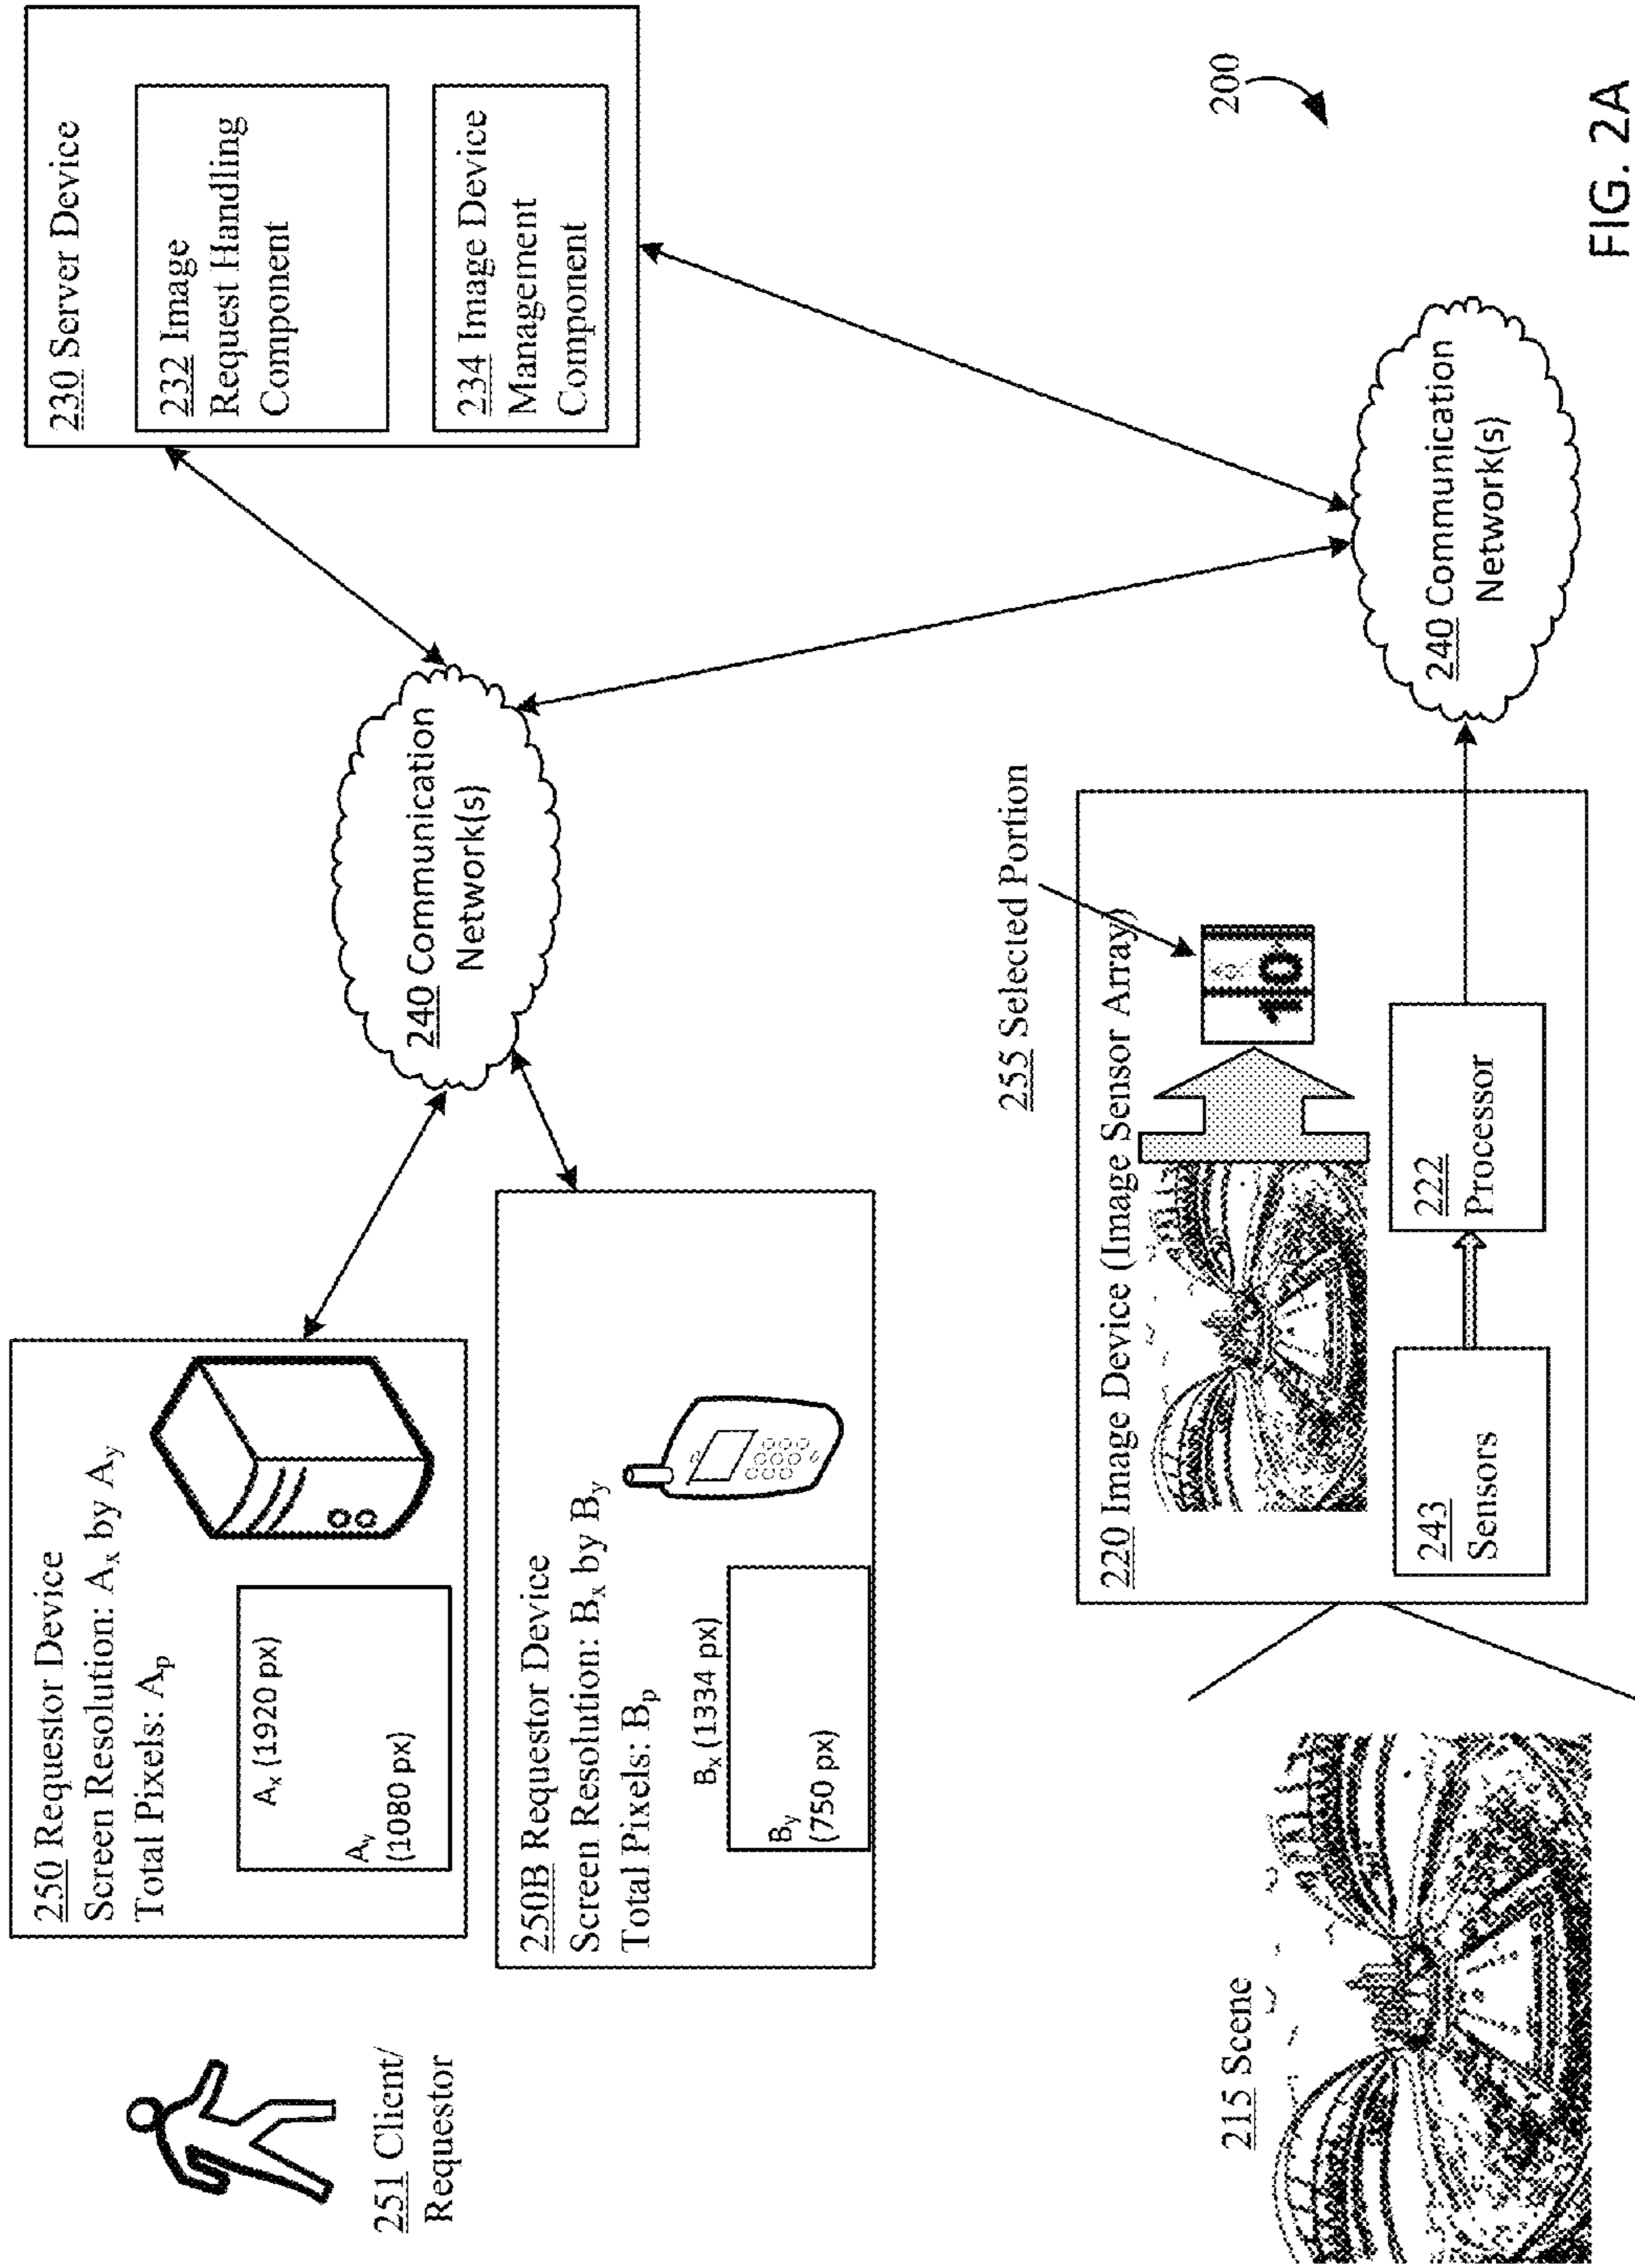 251 Client/
Requestor
250 Requestor Device
Screen Resolution: Ax by Ay
Total Pixels: Ap
Ax (1920 px)
Ay
(1080 px)
250B Requestor Device
Screen Resolution: Bx by By
Total Pixels: Bp
Bx (1334 px)
By
(750 px)
240 Communication
Network(s)
230 Server Device
232 Image
Request Handling
Component
234 Image Device
Management
Component
215 Scene
220 Image Device (Image Sensor Array)
255 Selected Portion
10
243
Sensors
222
Processor
240 Communication
Network(s)
200
FIG. 2A